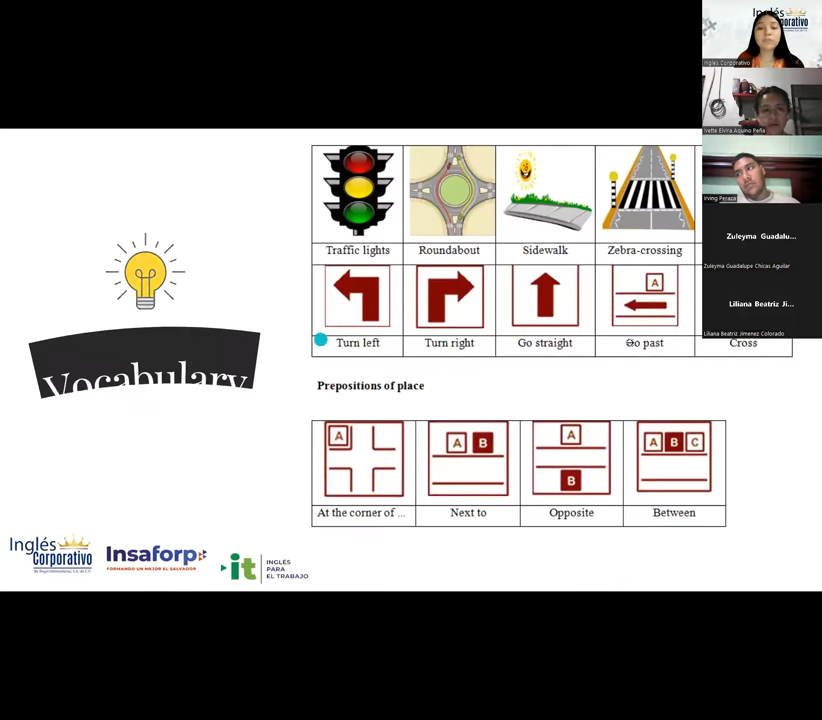 Inglés
Corporativo
Inglés Corporativo
Ivette Elvira Aquino Peña
Irving Peraza
Zuleyma Guadalu...
Zuleyma Guadalupe Chicas Aguilar
Liliana Beatriz Ji...
Liliana Beatriz Jimenez Colorado
Traffic lights Roundabout Sidewalk Zebra-crossing
A
Turn left Turn right Go straight Go past Cross
Vocabulary
Prepositions of place
A A B A B A B C
At the corner of ... Next to Opposite Between
Inglés
Corporativo
Insaforp
FORMANDO UN MEJOR EL SALVADOR
it
INGLÉS
PARA
EL TRABAJO